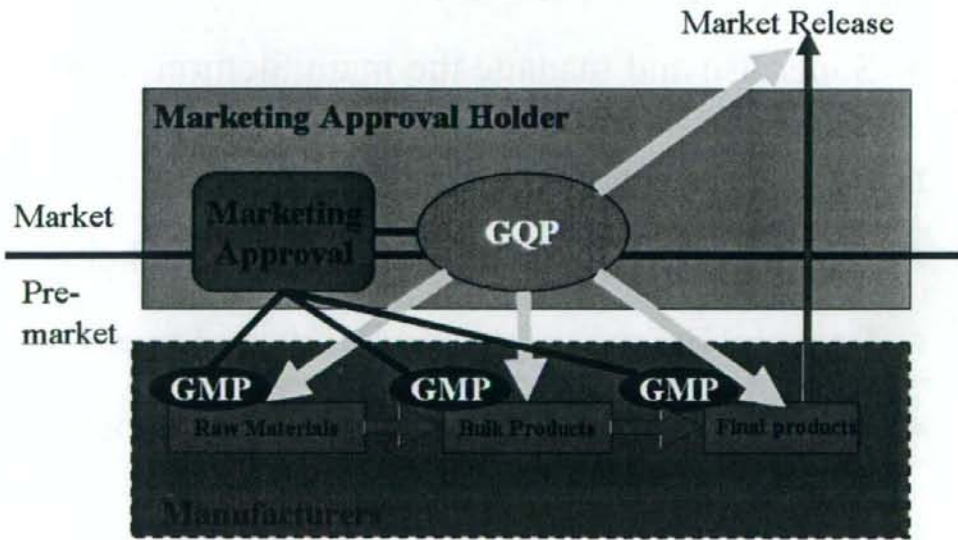 Market Release
Marketing Approval Holder
Marketing
Approval
GQP
Market
Pre-
market
GMP
GMP
GMP
Raw Materials
Bulk Products
Final products
Manufacturers